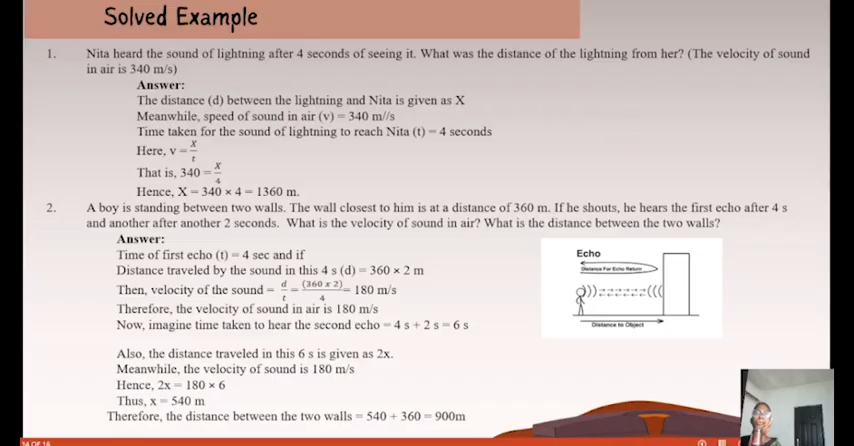 Solved Example
1. Nita heard the sound of lightning after 4 seconds of seeing it. What was the distance of the lightning from her? (The velocity of sound
in air is 340 m/s)
Answer:
The distance (d) between the lightning and Nita is given as X
Meanwhile, speed of sound in air (v) = 340 m//s
Time taken for the sound of lightning to reach Nita (t) = 4 seconds
Here, v = X/t
That is, 340 = X/4
Hence, X = 340 × 4 = 1360 m.
2. A boy is standing between two walls. The wall closest to him is at a distance of 360 m. If he shouts, he hears the first echo after 4 s
and another after another 2 seconds. What is the velocity of sound in air? What is the distance between the two walls?
Answer:
Time of first echo (t) = 4 sec and if
Distance traveled by the sound in this 4 s (d) = 360 × 2 m
Then, velocity of the sound = d/t = (360 x 2)/4 = 180 m/s
Therefore, the velocity of sound in air is 180 m/s
Now, imagine time taken to hear the second echo = 4 s + 2 s = 6 s
Also, the distance traveled in this 6 s is given as 2x.
Meanwhile, the velocity of sound is 180 m/s
Hence, 2x = 180 × 6
Thus, x = 540 m
Therefore, the distance between the two walls = 540 + 360 = 900m
Echo
Distance For Echo Return
Distance to Object
14 OF 16